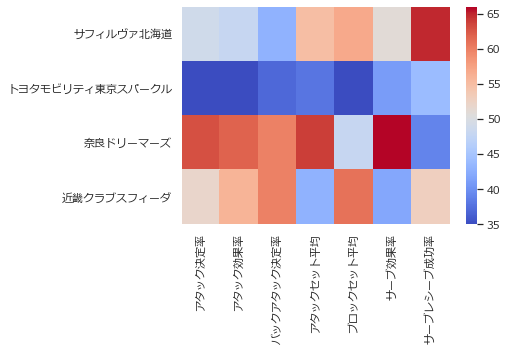 サフィルヴァ北海道
トヨタモビリティ東京スパークル
奈良ドリーマーズ
近畿クラブスフィーダ
アタック決定率
アタック効果率
バックアタック決定率
アタックセット平均
ブロックセット平均
サーブ効果率
サーブレシーブ成功率
65
60
55
50
45
40
35